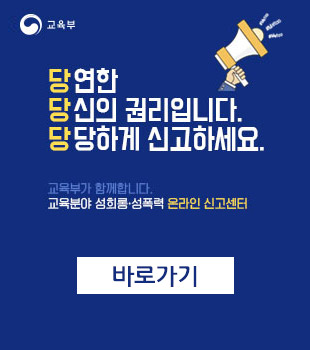 교육부
당연한
당신의 권리입니다.
당당하게 신고하세요.
교육부가 함께합니다.
교육분야 성희롱·성폭력 온라인 신고센터
바로가기